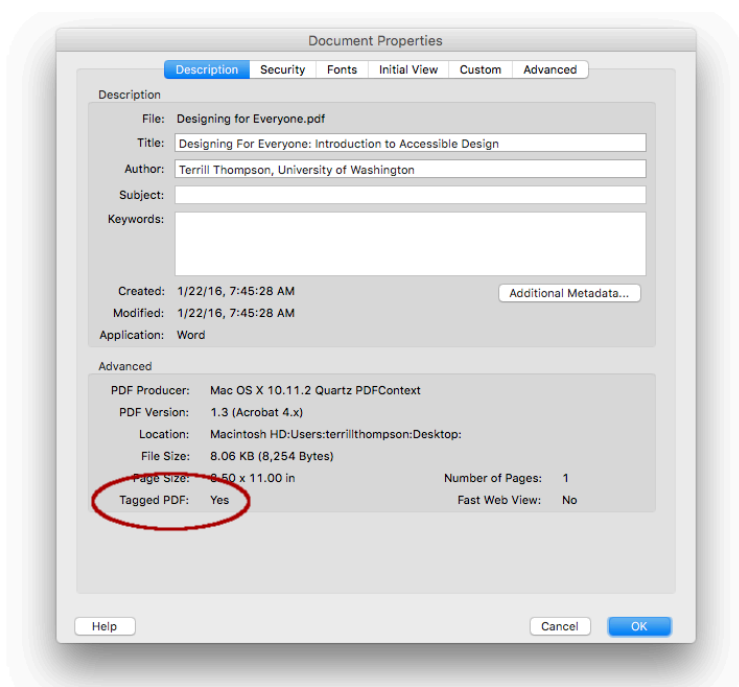 Document Properties
Description Security Fonts Initial View Custom Advanced
Description
File: Designing for Everyone.pdf
Title: Designing For Everyone: Introduction to Accessible Design
Author: Terrill Thompson, University of Washington
Subject:
Keywords:
Created: 1/22/16, 7:45:28 AM
Additional Metadata...
Modified: 1/22/16, 7:45:28 AM
Application: Word
Advanced
PDF Producer: Mac OS X 10.11.2 Quartz PDFContext
PDF Version: 1.3 (Acrobat 4.x)
Location: Macintosh HD:Users:terrillthompson:Desktop:
File Size: 8.06 KB (8,254 Bytes)
Page Size: 8.50 x 11.00 in Number of Pages: 1
Tagged PDF: Yes Fast Web View: No
Help Cancel OK